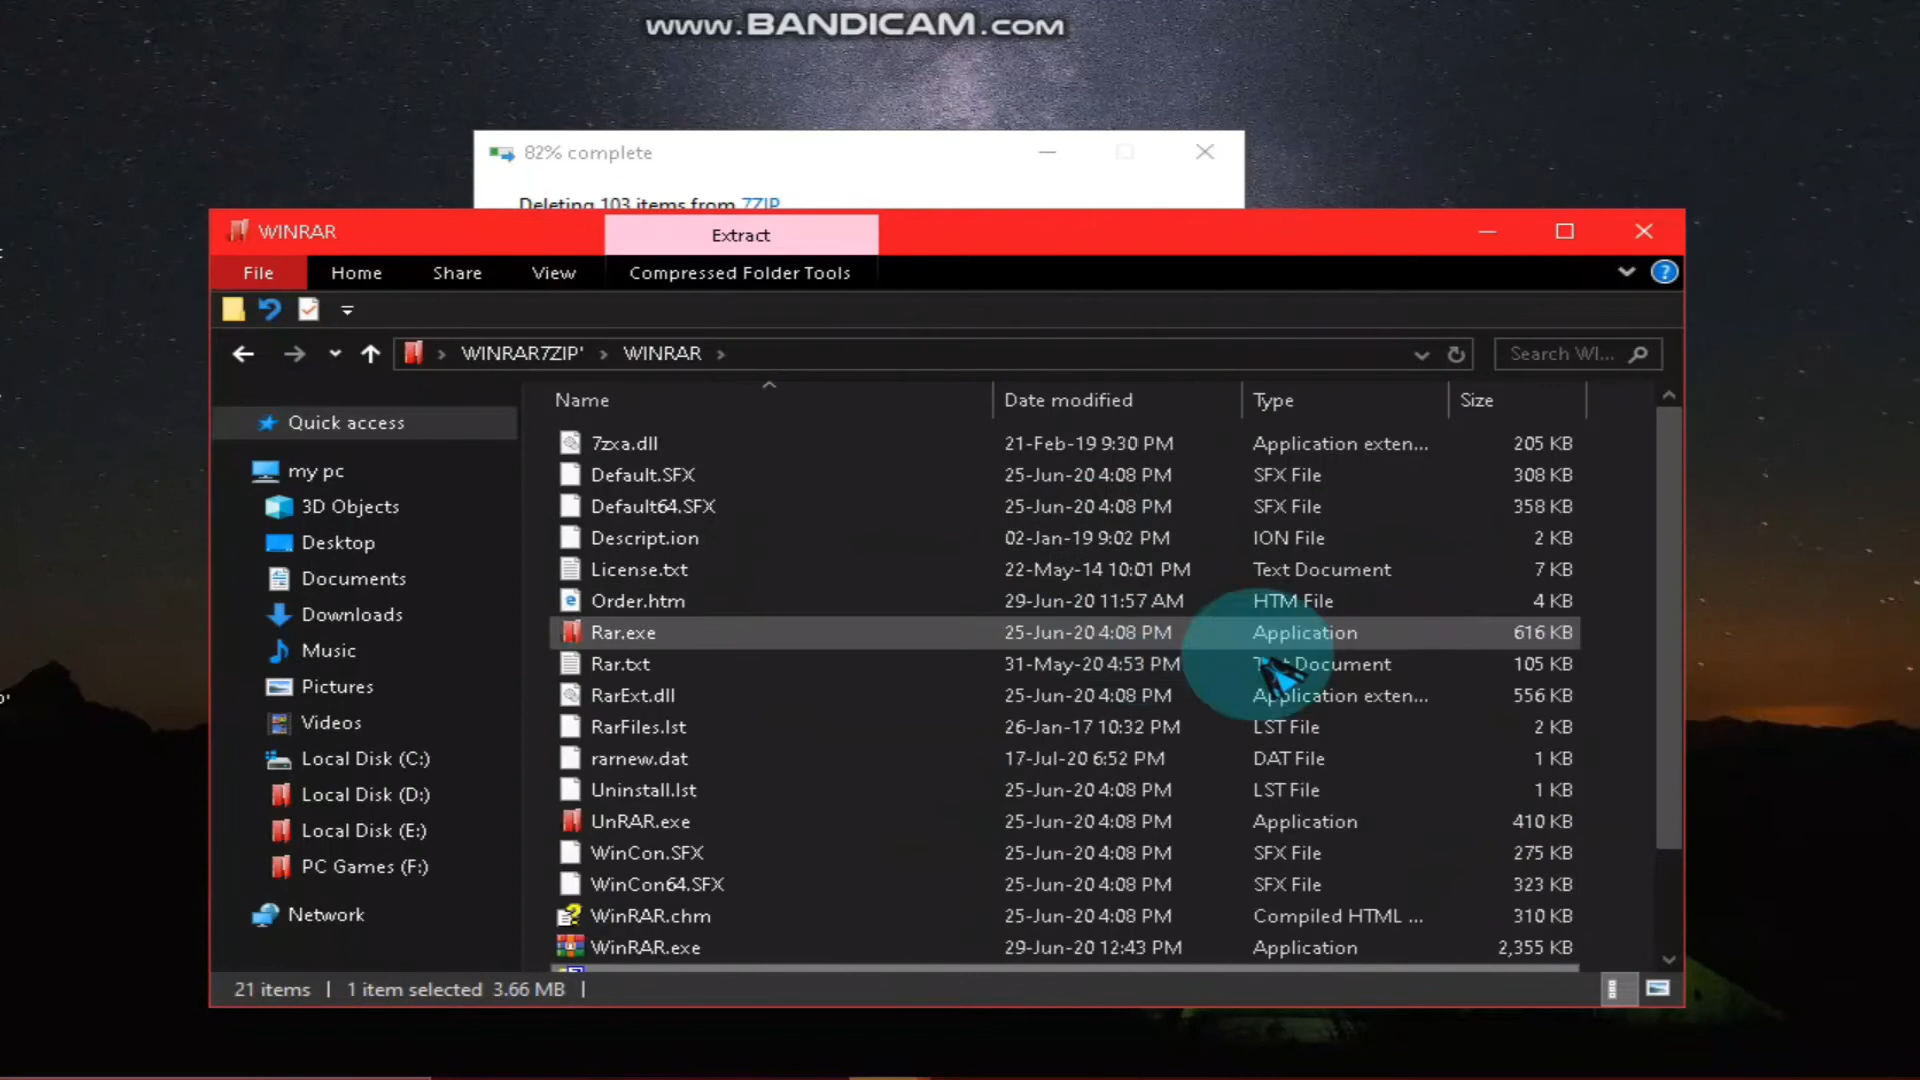 www.BANDICAM.com
82% complete
Deleting 103 items from 7ZIP
WINRAR
Extract
File Home Share View Compressed Folder Tools
WINRAR7ZIP' WINRAR
Search WI...
Name Date modified Type Size
Quick access
my pc
3D Objects
Desktop
Documents
Downloads
Music
Pictures
Videos
Local Disk (C:)
Local Disk (D:)
Local Disk (E:)
PC Games (F:)
Network
7zxa.dll 21-Feb-19 9:30 PM Application exten... 205 KB
Default.SFX 25-Jun-20 4:08 PM SFX File 308 KB
Default64.SFX 25-Jun-20 4:08 PM SFX File 358 KB
Descript.ion 02-Jan-19 9:02 PM ION File 2 KB
License.txt 22-May-14 10:01 PM Text Document 7 KB
Order.htm 29-Jun-20 11:57 AM HTM File 4 KB
Rar.exe 25-Jun-20 4:08 PM Application 616 KB
Rar.txt 31-May-20 4:53 PM Text Document 105 KB
RarExt.dll 25-Jun-20 4:08 PM Application exten... 556 KB
RarFiles.lst 26-Jan-17 10:32 PM LST File 2 KB
rarnew.dat 17-Jul-20 6:52 PM DAT File 1 KB
Uninstall.lst 25-Jun-20 4:08 PM LST File 1 KB
UnRAR.exe 25-Jun-20 4:08 PM Application 410 KB
WinCon.SFX 25-Jun-20 4:08 PM SFX File 275 KB
WinCon64.SFX 25-Jun-20 4:08 PM SFX File 323 KB
WinRAR.chm 25-Jun-20 4:08 PM Compiled HTML ... 310 KB
WinRAR.exe 29-Jun-20 12:43 PM Application 2,355 KB
21 items | 1 item selected 3.66 MB |